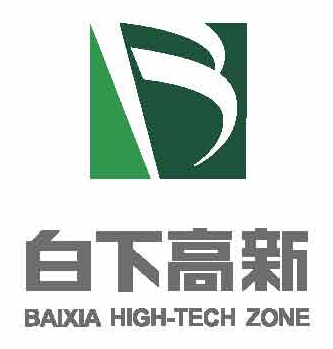 白下高新
BAIXIA HIGH-TECH ZONE